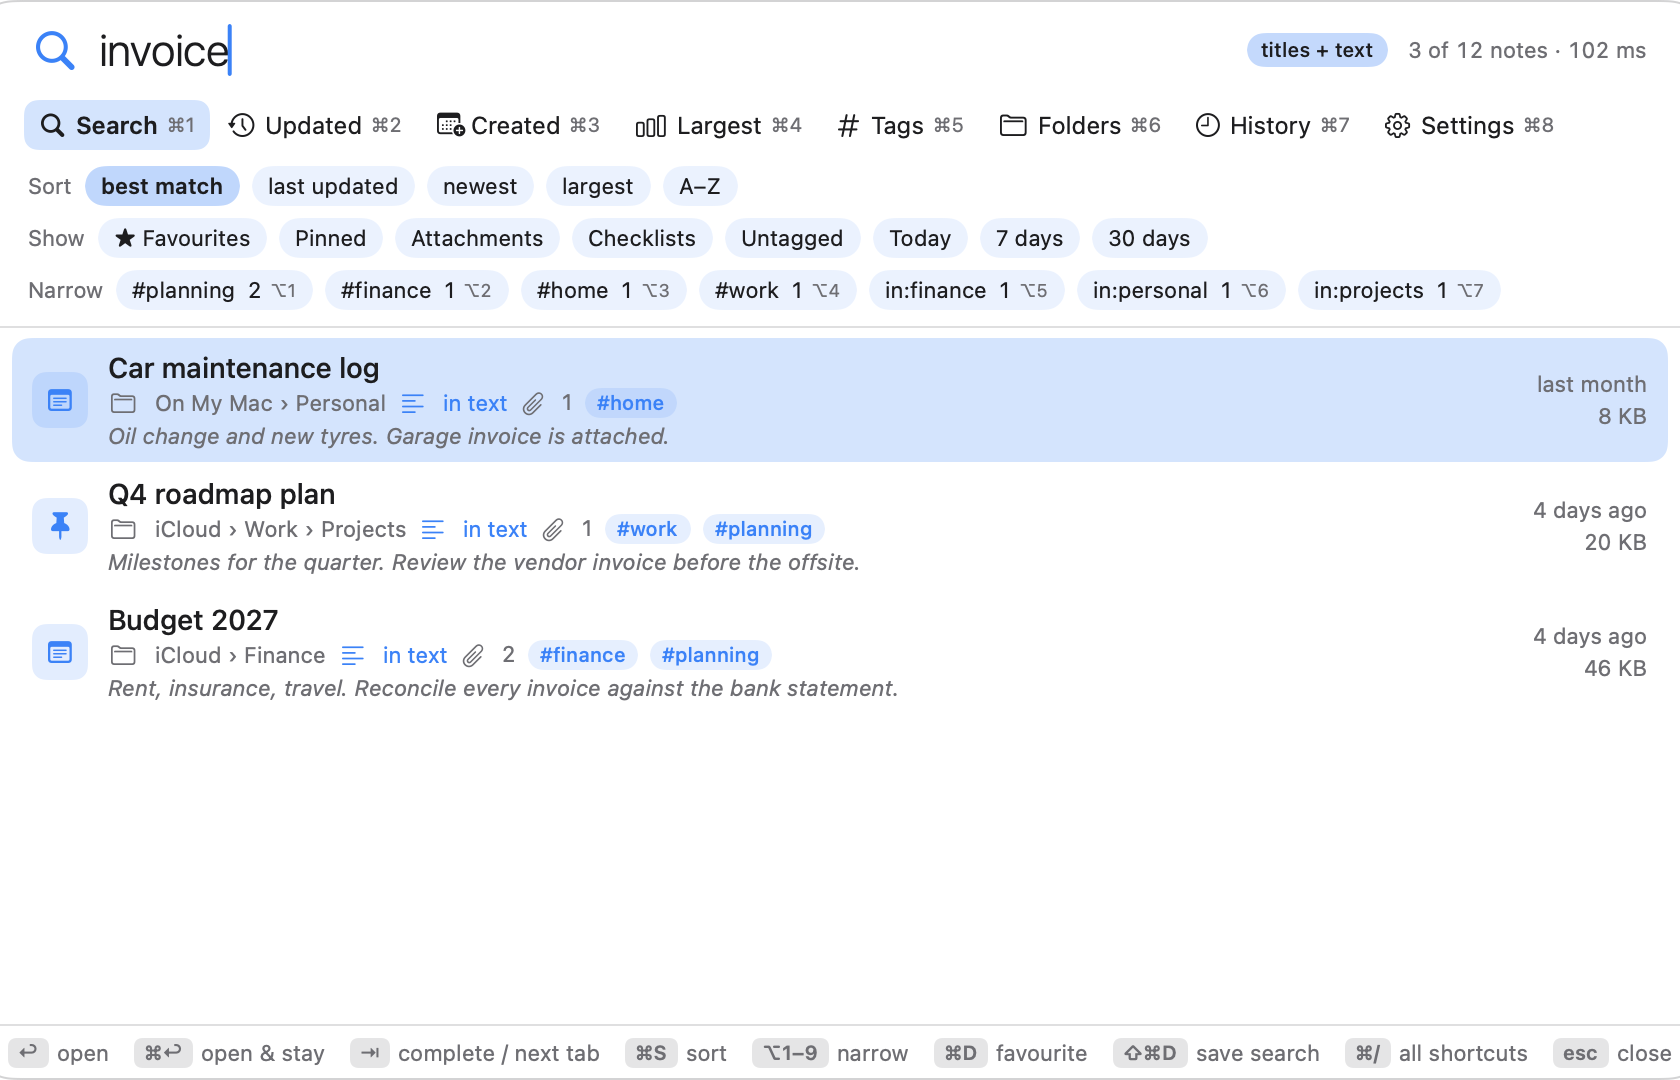 invoice titles + text 3 of 12 notes · 102 ms
Search ⌘1 Updated ⌘2 Created ⌘3 Largest ⌘4 # Tags ⌘5 Folders ⌘6 History ⌘7 Settings ⌘8
Sort best match last updated newest largest A–Z
Show ★ Favourites Pinned Attachments Checklists Untagged Today 7 days 30 days
Narrow #planning 2 ⌥1 #finance 1 ⌥2 #home 1 ⌥3 #work 1 ⌥4 in:finance 1 ⌥5 in:personal 1 ⌥6 in:projects 1 ⌥7
Car maintenance log
last month
On My Mac › Personal in text 1 #home
8 KB
Oil change and new tyres. Garage invoice is attached.
Q4 roadmap plan
4 days ago
iCloud › Work › Projects in text 1 #work #planning
20 KB
Milestones for the quarter. Review the vendor invoice before the offsite.
Budget 2027
4 days ago
iCloud › Finance in text 2 #finance #planning
46 KB
Rent, insurance, travel. Reconcile every invoice against the bank statement.
↩ open ⌘↩ open & stay ⇥ complete / next tab ⌘S sort ⌥1–9 narrow ⌘D favourite ⇧⌘D save search ⌘/ all shortcuts esc close